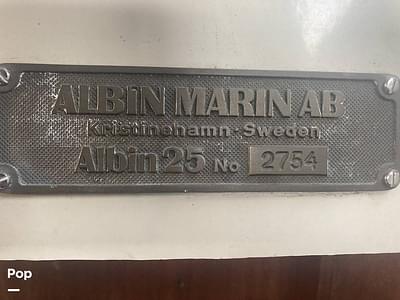 ALBIN MARIN AB
Kristinehamn·Sweden
Albin 25 No 2754
Pop